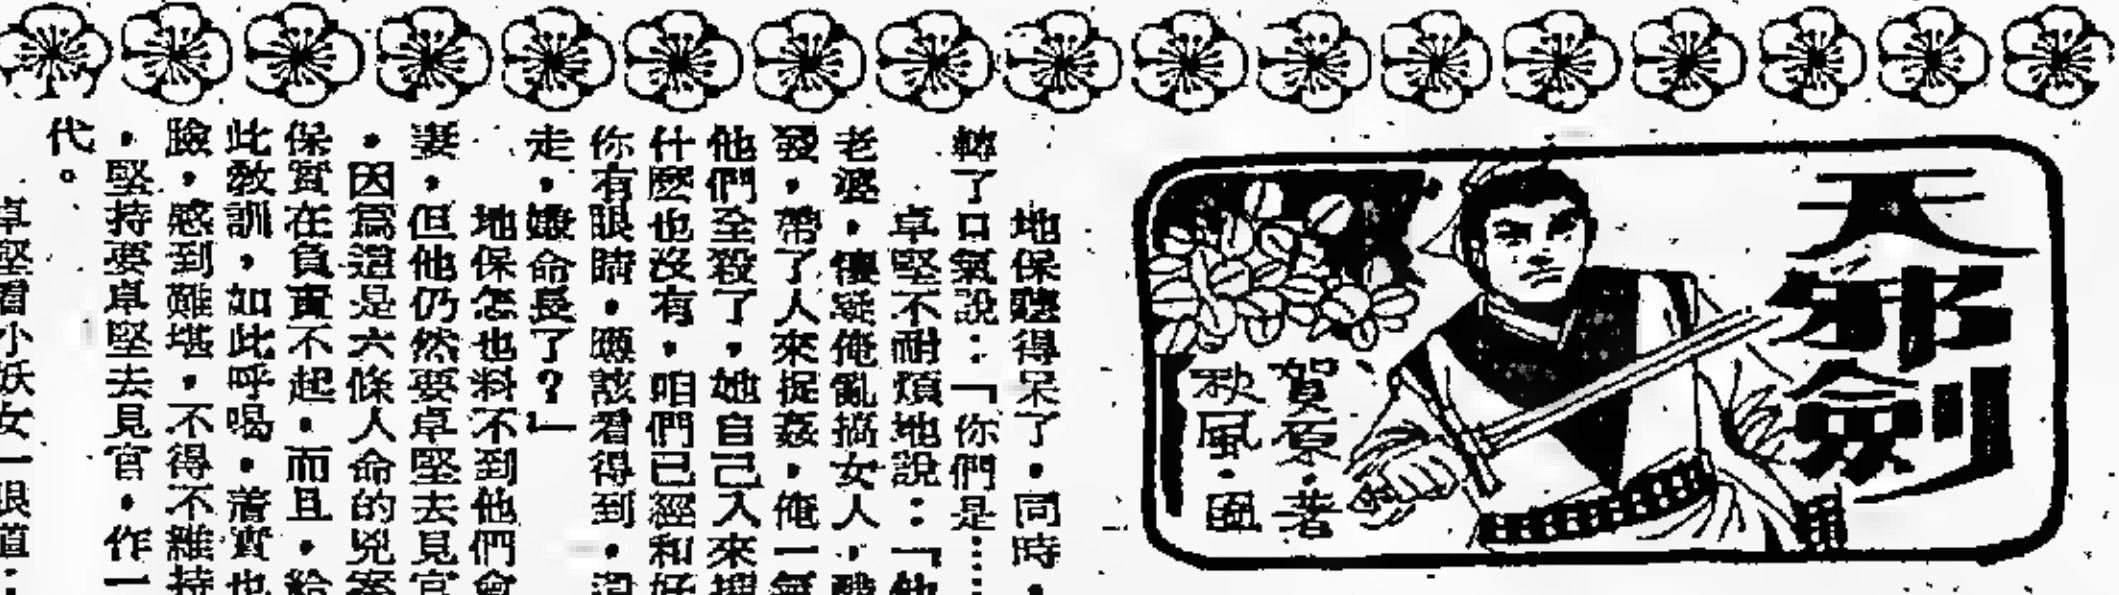 天邪劍
賀原·著
秋風·圖
地保聽得呆了，同時，
轉了口氣說：「你們是……
卓堅不耐煩地說：「他
老婆，懷疑俺亂搞女人，醋
發，帶了人來捉姦，俺一氣
他們全殺了，她自己入來
什麽也沒有，咱們已經和好
你有眼睛，應該看得到，
走，嫌命長了？」
地保怎也料不到他們會
妻，但他仍然要卓堅去見官
，因爲這是六條人命的兇案
保實在負責不起，而且，給
此教訓，如此呼喝，着實也
臉，感到難堪，不得不維持
，堅持要卓堅去見官，作一
代。
卓堅看小妖女一眼道：